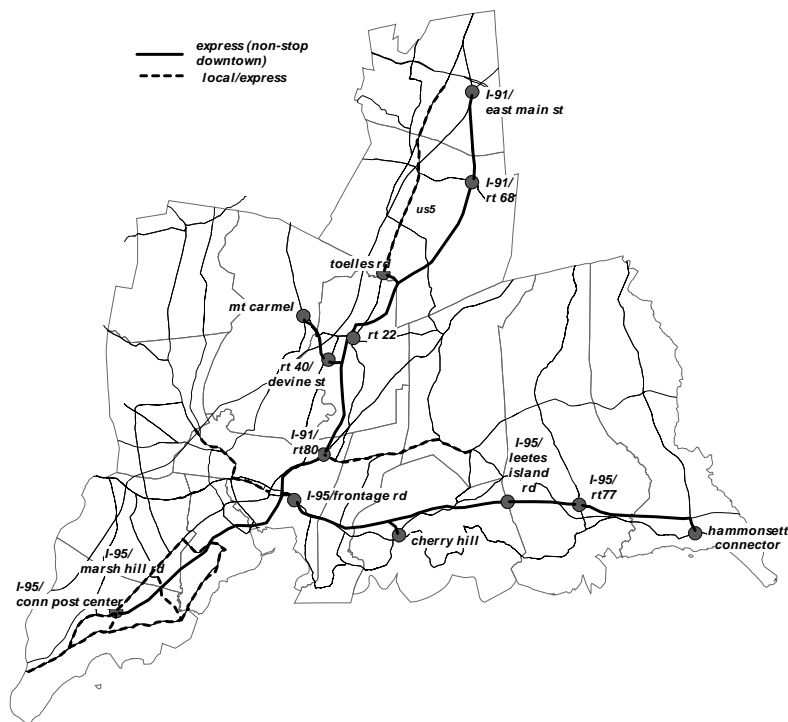 express (non-stop
downtown)
local/express
I-91/
east main st
I-91/
rt 68
us5
toelles rd
mt carmel
rt 22
rt 40/
devine st
I-91/
rt80
I-95/
leetes
island
rd
I-95/
rt77
I-95/frontage rd
cherry hill
hammonsett
connector
I-95/
marsh hill rd
I-95/
conn post center